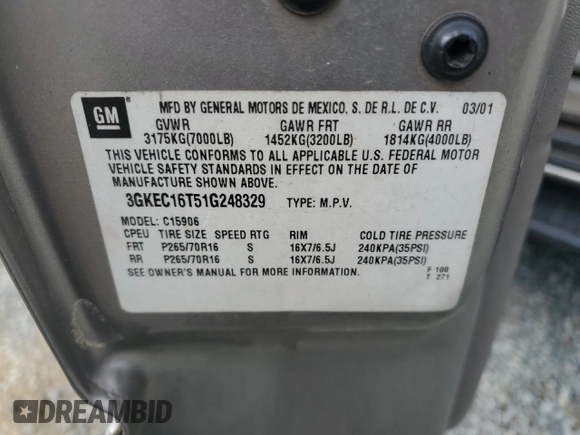 GM
MFD BY GENERAL MOTORS DE MEXICO, S. DE R.L. DE C.V. 03/01
GVWR GAWR FRT GAWR RR
3175KG(7000LB) 1452KG(3200LB) 1814KG(4000LB)
THIS VEHICLE CONFORMS TO ALL APPLICABLE U.S. FEDERAL MOTOR
VEHICLE SAFETY STANDARDS IN EFFECT ON THE DATE OF
MANUFACTURE SHOWN ABOVE.
3GKEC16T51G248329 TYPE: M.P.V.
MODEL: C15906
CPEU TIRE SIZE SPEED RTG RIM COLD TIRE PRESSURE
FRT P265/70R16 S 16X7/6.5J 240KPA(35PSI)
RR P265/70R16 S 16X7/6.5J 240KPA(35PSI)
SEE OWNER'S MANUAL FOR MORE INFORMATION.
F 100
T 271
DREAMBID